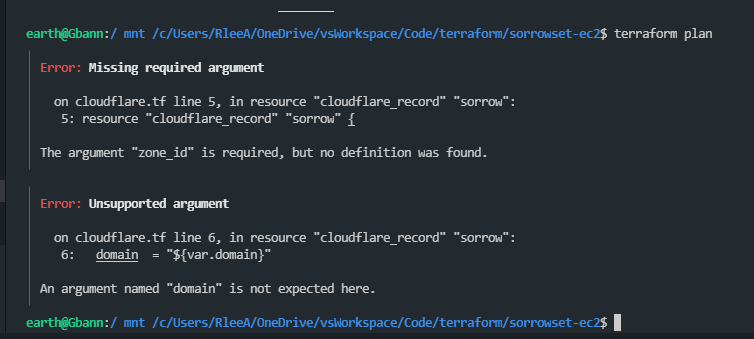 earth@Gbann:/ mnt /c/Users/RleeA/OneDrive/vsWorkspace/Code/terraform/sorrowset-ec2$ terraform plan
Error: Missing required argument
on cloudflare.tf line 5, in resource "cloudflare_record" "sorrow":
5: resource "cloudflare_record" "sorrow" {
The argument "zone_id" is required, but no definition was found.
Error: Unsupported argument
on cloudflare.tf line 6, in resource "cloudflare_record" "sorrow":
6:   domain  = "${var.domain}"
An argument named "domain" is not expected here.
earth@Gbann:/ mnt /c/Users/RleeA/OneDrive/vsWorkspace/Code/terraform/sorrowset-ec2$